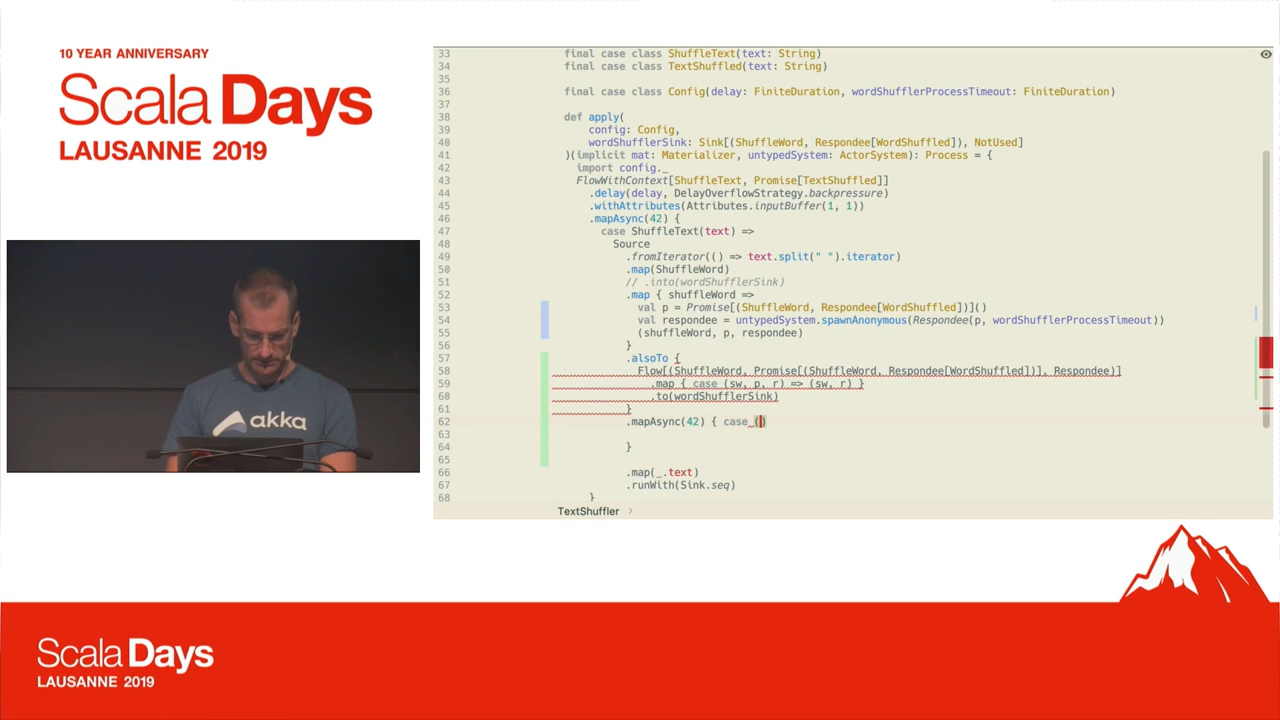 10 YEAR ANNIVERSARY
Scala Days
LAUSANNE 2019
akka
33 final case class ShuffleText(text: String)
34 final case class TextShuffled(text: String)
35
36 final case class Config(delay: FiniteDuration, wordShufflerProcessTimeout: FiniteDuration)
37
38 def apply(
39 config: Config,
40 wordShufflerSink: Sink[(ShuffleWord, Respondee[WordShuffled]), NotUsed]
41 )(implicit mat: Materializer, untypedSystem: ActorSystem): Process = {
42 import config._
43 FlowWithContext[ShuffleText, Promise[TextShuffled]]
44 .delay(delay, DelayOverflowStrategy.backpressure)
45 .withAttributes(Attributes.inputBuffer(1, 1))
46 .mapAsync(42) {
47 case ShuffleText(text) =>
48 Source
49 .fromIterator(() => text.split(" ").iterator)
50 .map(ShuffleWord)
51 // .into(wordShufflerSink)
52 .map { shuffleWord =>
53 val p = Promise[(ShuffleWord, Respondee[WordShuffled])]()
54 val respondee = untypedSystem.spawnAnonymous(Respondee(p, wordShufflerProcessTimeout))
55 (shuffleWord, p, respondee)
56 }
57 .alsoTo {
58 Flow[(ShuffleWord, Promise[(ShuffleWord, Respondee[WordShuffled])], Respondee)]
59 .map { case (sw, p, r) => (sw, r) }
60 .to(wordShufflerSink)
61 }
62 .mapAsync(42) { case ()
63
64 }
65
66 .map(_.text)
67 .runWith(Sink.seq)
68 }
TextShuffler >
Scala Days
LAUSANNE 2019